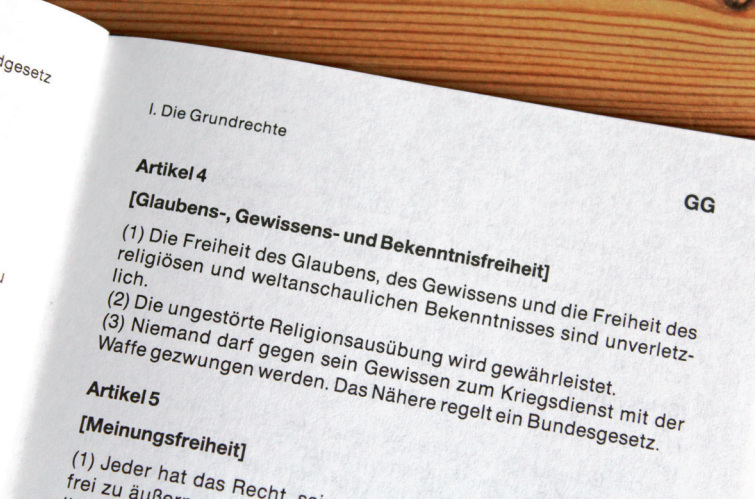 I. Die Grundrechte
GG
Artikel 4
[Glaubens-, Gewissens- und Bekenntnisfreiheit]
(1) Die Freiheit des Glaubens, des Gewissens und die Freiheit des
religiösen und weltanschaulichen Bekenntnisses sind unverletz-
lich.
(2) Die ungestörte Religionsausübung wird gewährleistet.
(3) Niemand darf gegen sein Gewissen zum Kriegsdienst mit der
Waffe gezwungen werden. Das Nähere regelt ein Bundesgesetz.
Artikel 5
[Meinungsfreiheit]
(1) Jeder hat das Recht,
frei zu